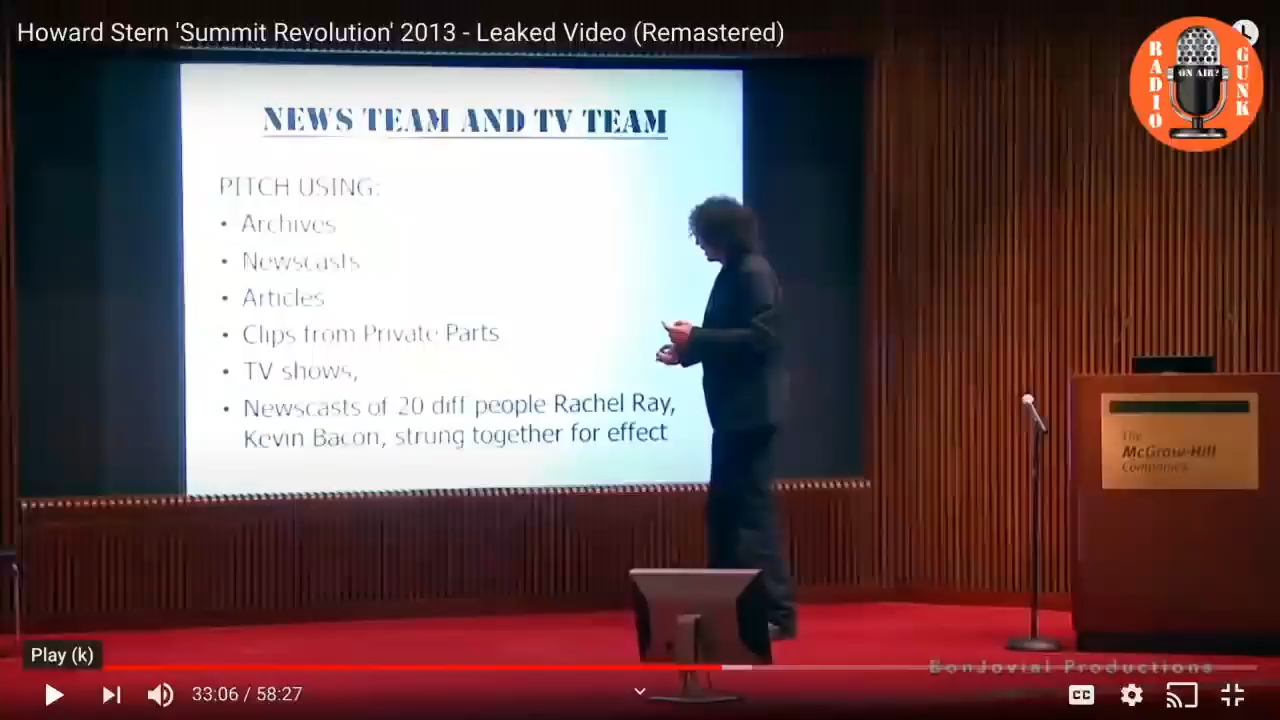 Howard Stern 'Summit Revolution' 2013 - Leaked Video (Remastered)
RADIO
ON AIR?
GUNK
NEWS TEAM AND TV TEAM
PITCH USING:
• Archives
• Newscasts
• Articles
• Clips from Private Parts
• TV shows,
• Newscasts of 20 diff people Rachel Ray,
Kevin Bacon, strung together for effect
The
McGraw-Hill
Companies
Play (k)
BonJovial Productions
33:06 / 58:27
CC